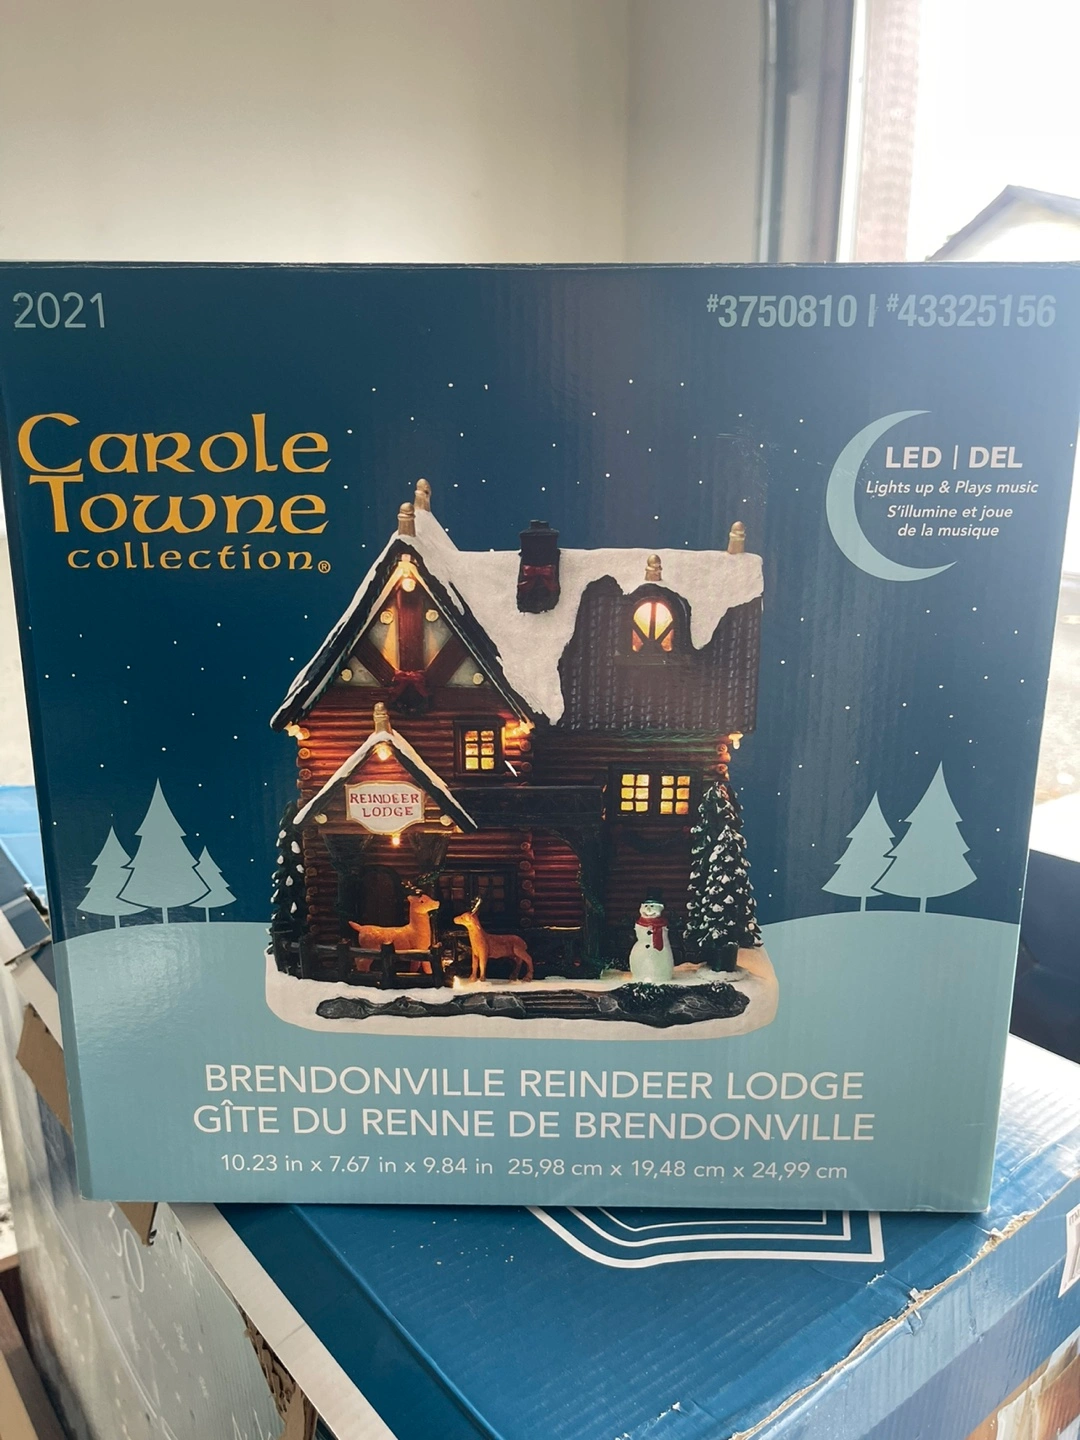 2021
#3750810 | #43325156
Carole
Towne
collection®
LED | DEL
Lights up & Plays music
S'illumine et joue
de la musique
REINDEER
LODGE
BRENDONVILLE REINDEER LODGE
GÎTE DU RENNE DE BRENDONVILLE
10.23 in x 7.67 in x 9.84 in 25,98 cm x 19,48 cm x 24,99 cm